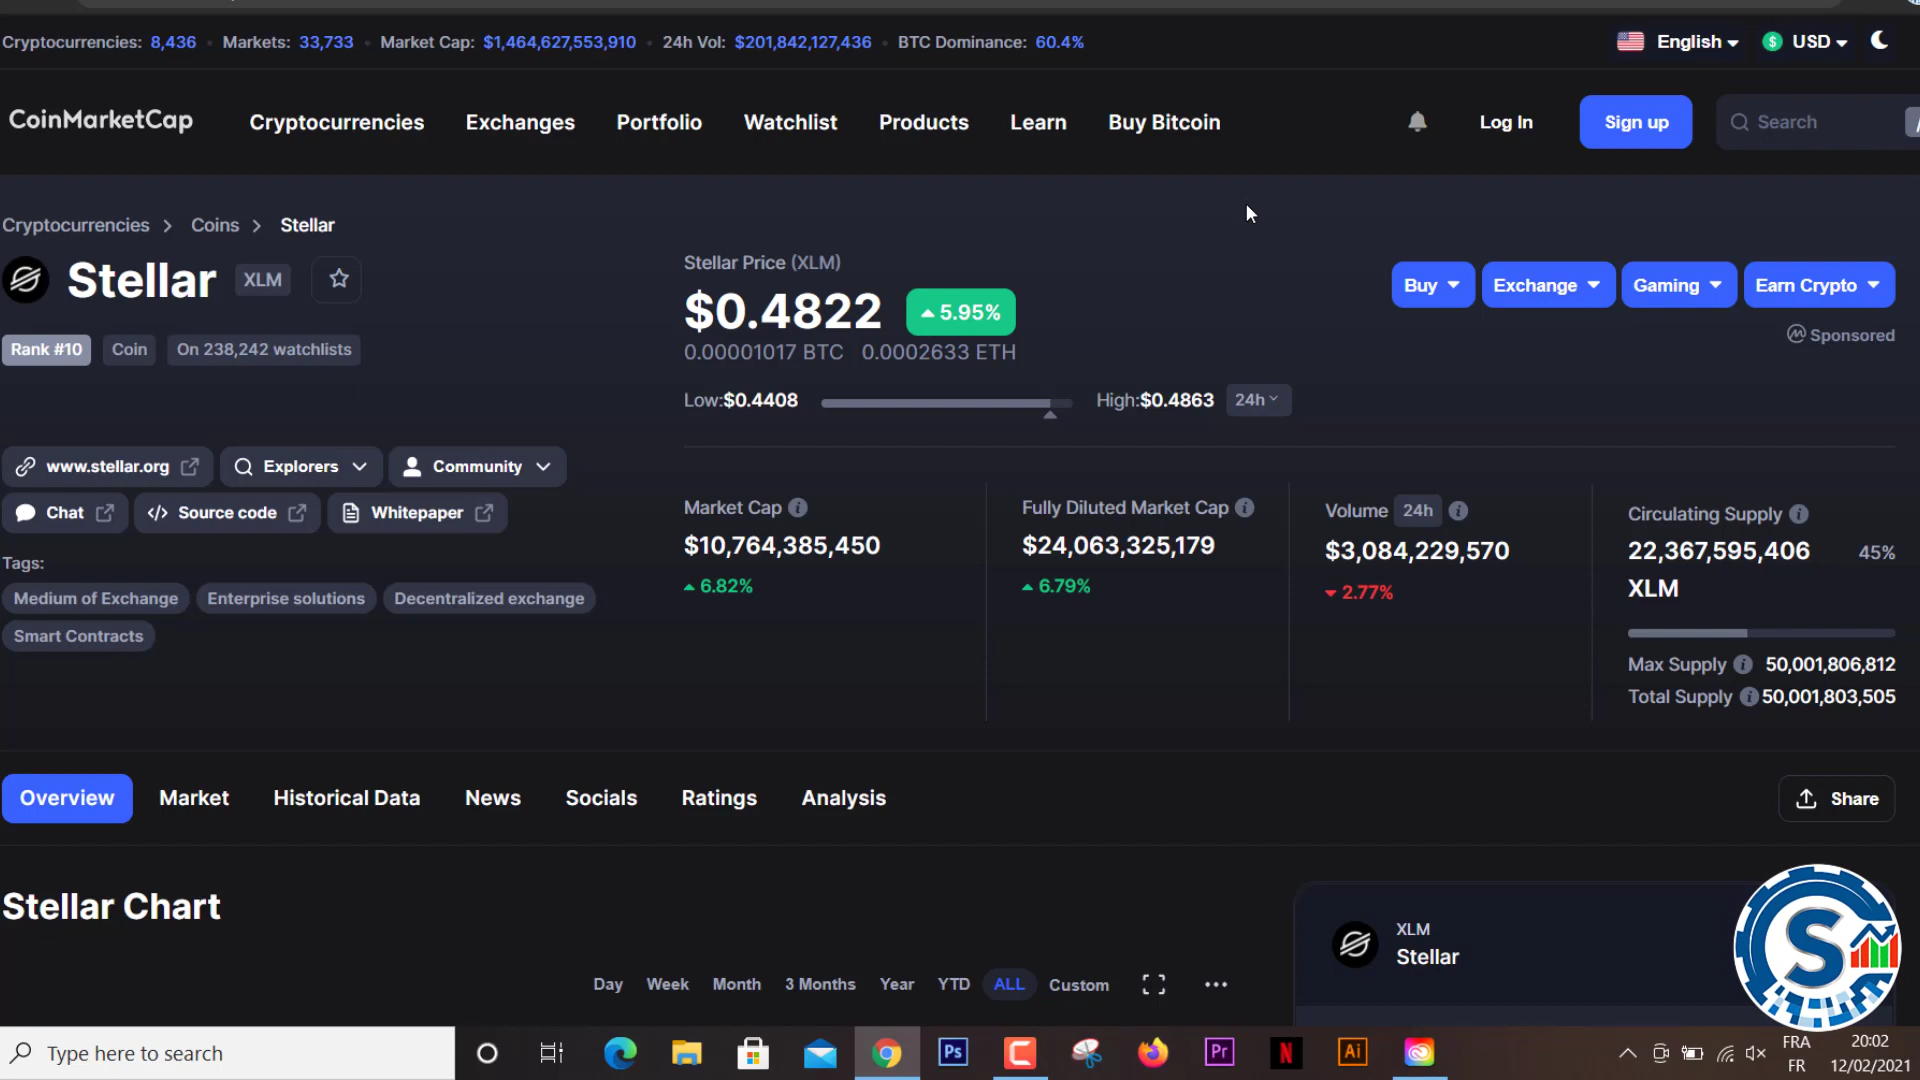 Cryptocurrencies: 8,436 Markets: 33,733 Market Cap: $1,464,627,553,910 24h Vol: $201,842,127,436 BTC Dominance: 60.4% English USD
CoinMarketCap Cryptocurrencies Exchanges Portfolio Watchlist Products Learn Buy Bitcoin Log In Sign up Search /
Cryptocurrencies > Coins > Stellar
Stellar XLM
Rank #10 Coin On 238,242 watchlists
Stellar Price (XLM)
$0.4822 5.95%
0.00001017 BTC 0.0002633 ETH
Low:$0.4408 High:$0.4863 24h
Buy Exchange Gaming Earn Crypto
Sponsored
www.stellar.org Explorers Community
Chat Source code Whitepaper
Tags:
Medium of Exchange Enterprise solutions Decentralized exchange
Smart Contracts
Market Cap
$10,764,385,450
6.82%
Fully Diluted Market Cap
$24,063,325,179
6.79%
Volume 24h
$3,084,229,570
2.77%
Circulating Supply
22,367,595,406 45%
XLM
Max Supply 50,001,806,812
Total Supply 50,001,803,505
Overview Market Historical Data News Socials Ratings Analysis Share
Stellar Chart
Day Week Month 3 Months Year YTD ALL Custom
XLM
Stellar
S
Type here to search
Ps
Pr
N
Ai
FRA
FR
20:02
12/02/2021